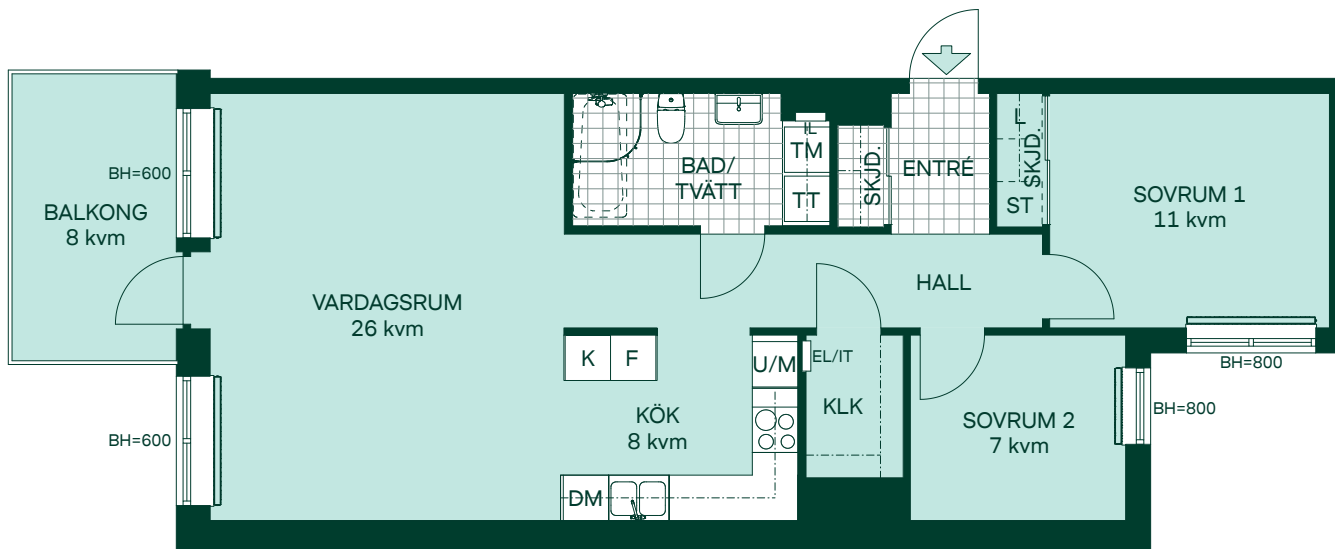 BH=600
BALKONG
8 kvm
BH=600
VARDAGSRUM
26 kvm
BAD/
TVÄTT
TM
TT
SKJD.
ENTRÉ
L
SKJD.
ST
SOVRUM 1
11 kvm
HALL
K
F
U/M
EL/IT
KLK
KÖK
8 kvm
DM
SOVRUM 2
7 kvm
BH=800
BH=800